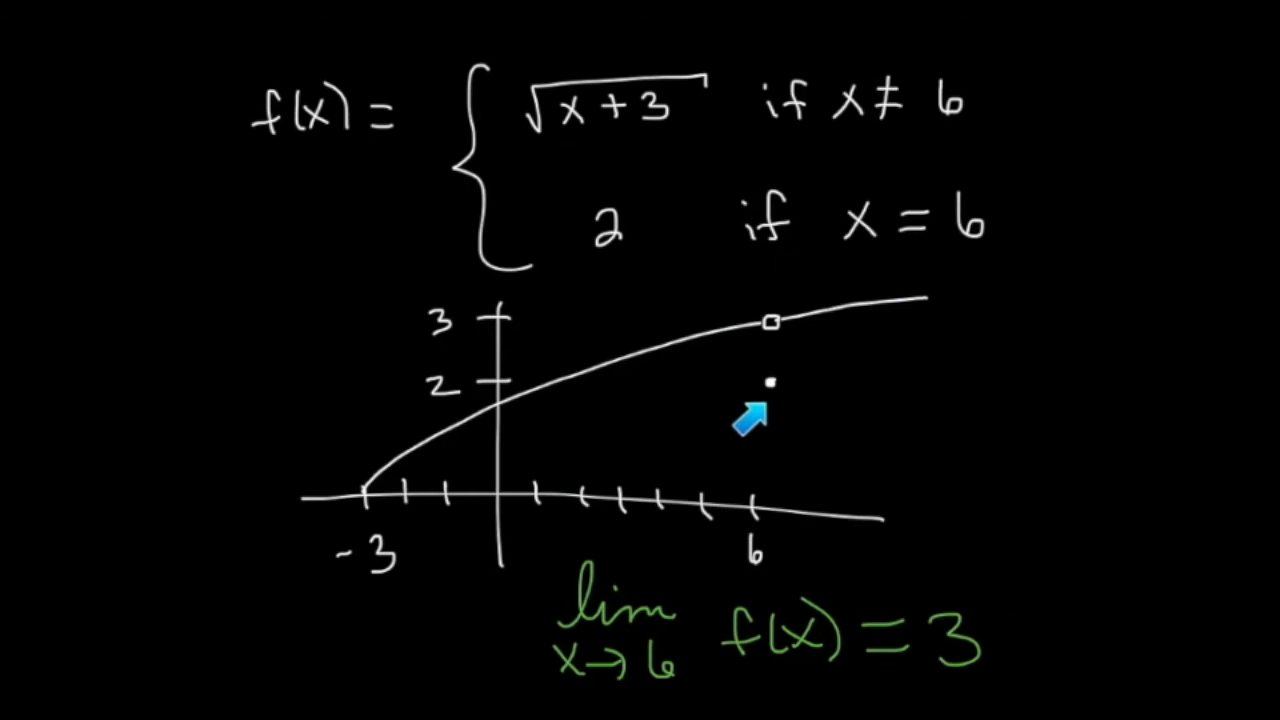 f(x) = { √(x+3) if x ≠ 6
2 if x = 6
3
2
-3 6
lim f(x) = 3
x→6